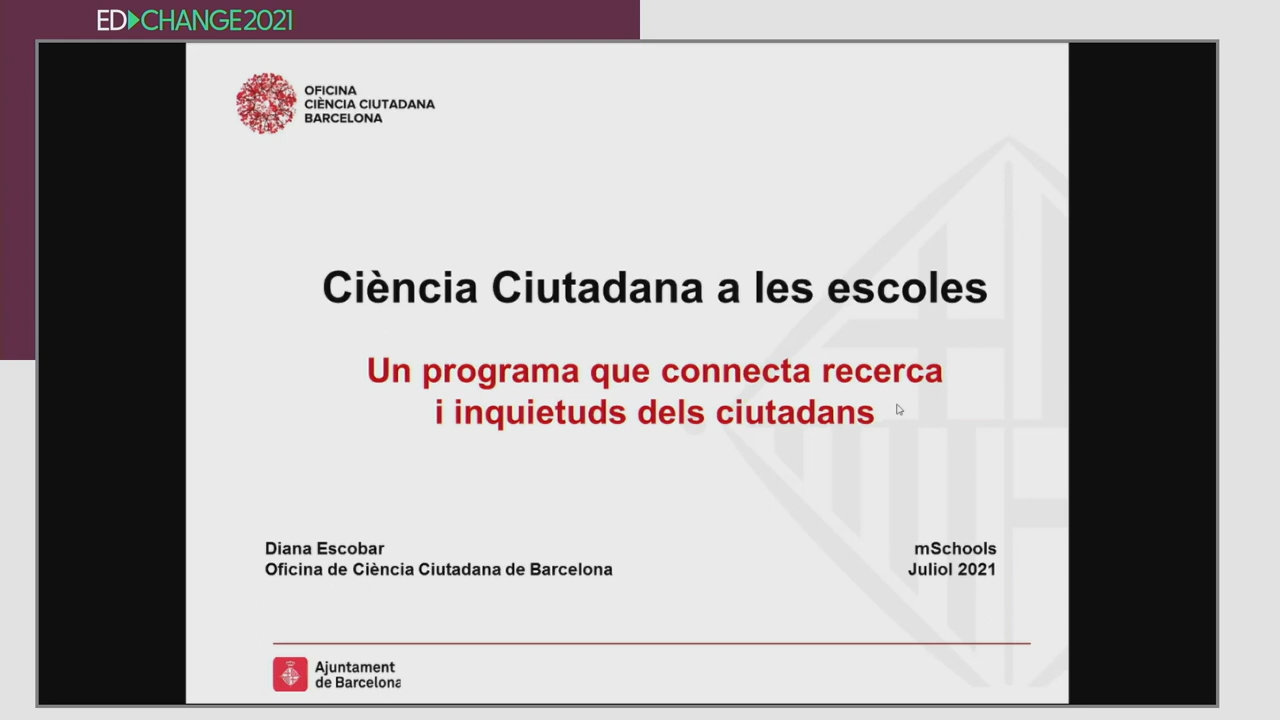 ED CHANGE2021
OFICINA
CIÈNCIA CIUTADANA
BARCELONA
Ciència Ciutadana a les escoles
Un programa que connecta recerca
i inquietuds dels ciutadans
Diana Escobar
Oficina de Ciència Ciutadana de Barcelona
mSchools
Juliol 2021
Ajuntament
de Barcelona